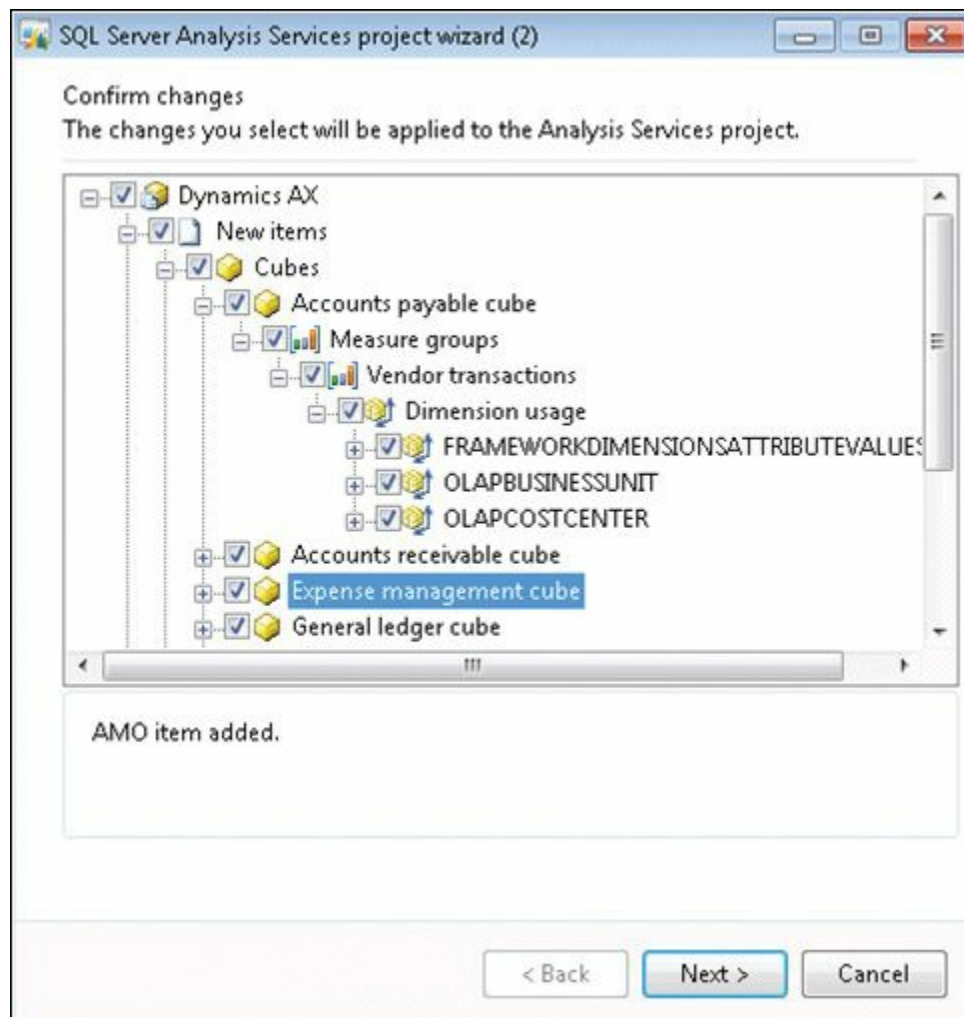 SQL Server Analysis Services project wizard (2)
Confirm changes
The changes you select will be applied to the Analysis Services project.
Dynamics AX
New items
Cubes
Accounts payable cube
Measure groups
Vendor transactions
Dimension usage
FRAMEWORKDIMENSIONSATTRIBUTEVALUES
OLAPBUSINESSUNIT
OLAPCOSTCENTER
Accounts receivable cube
Expense management cube
General ledger cube
AMO item added.
< Back Next > Cancel